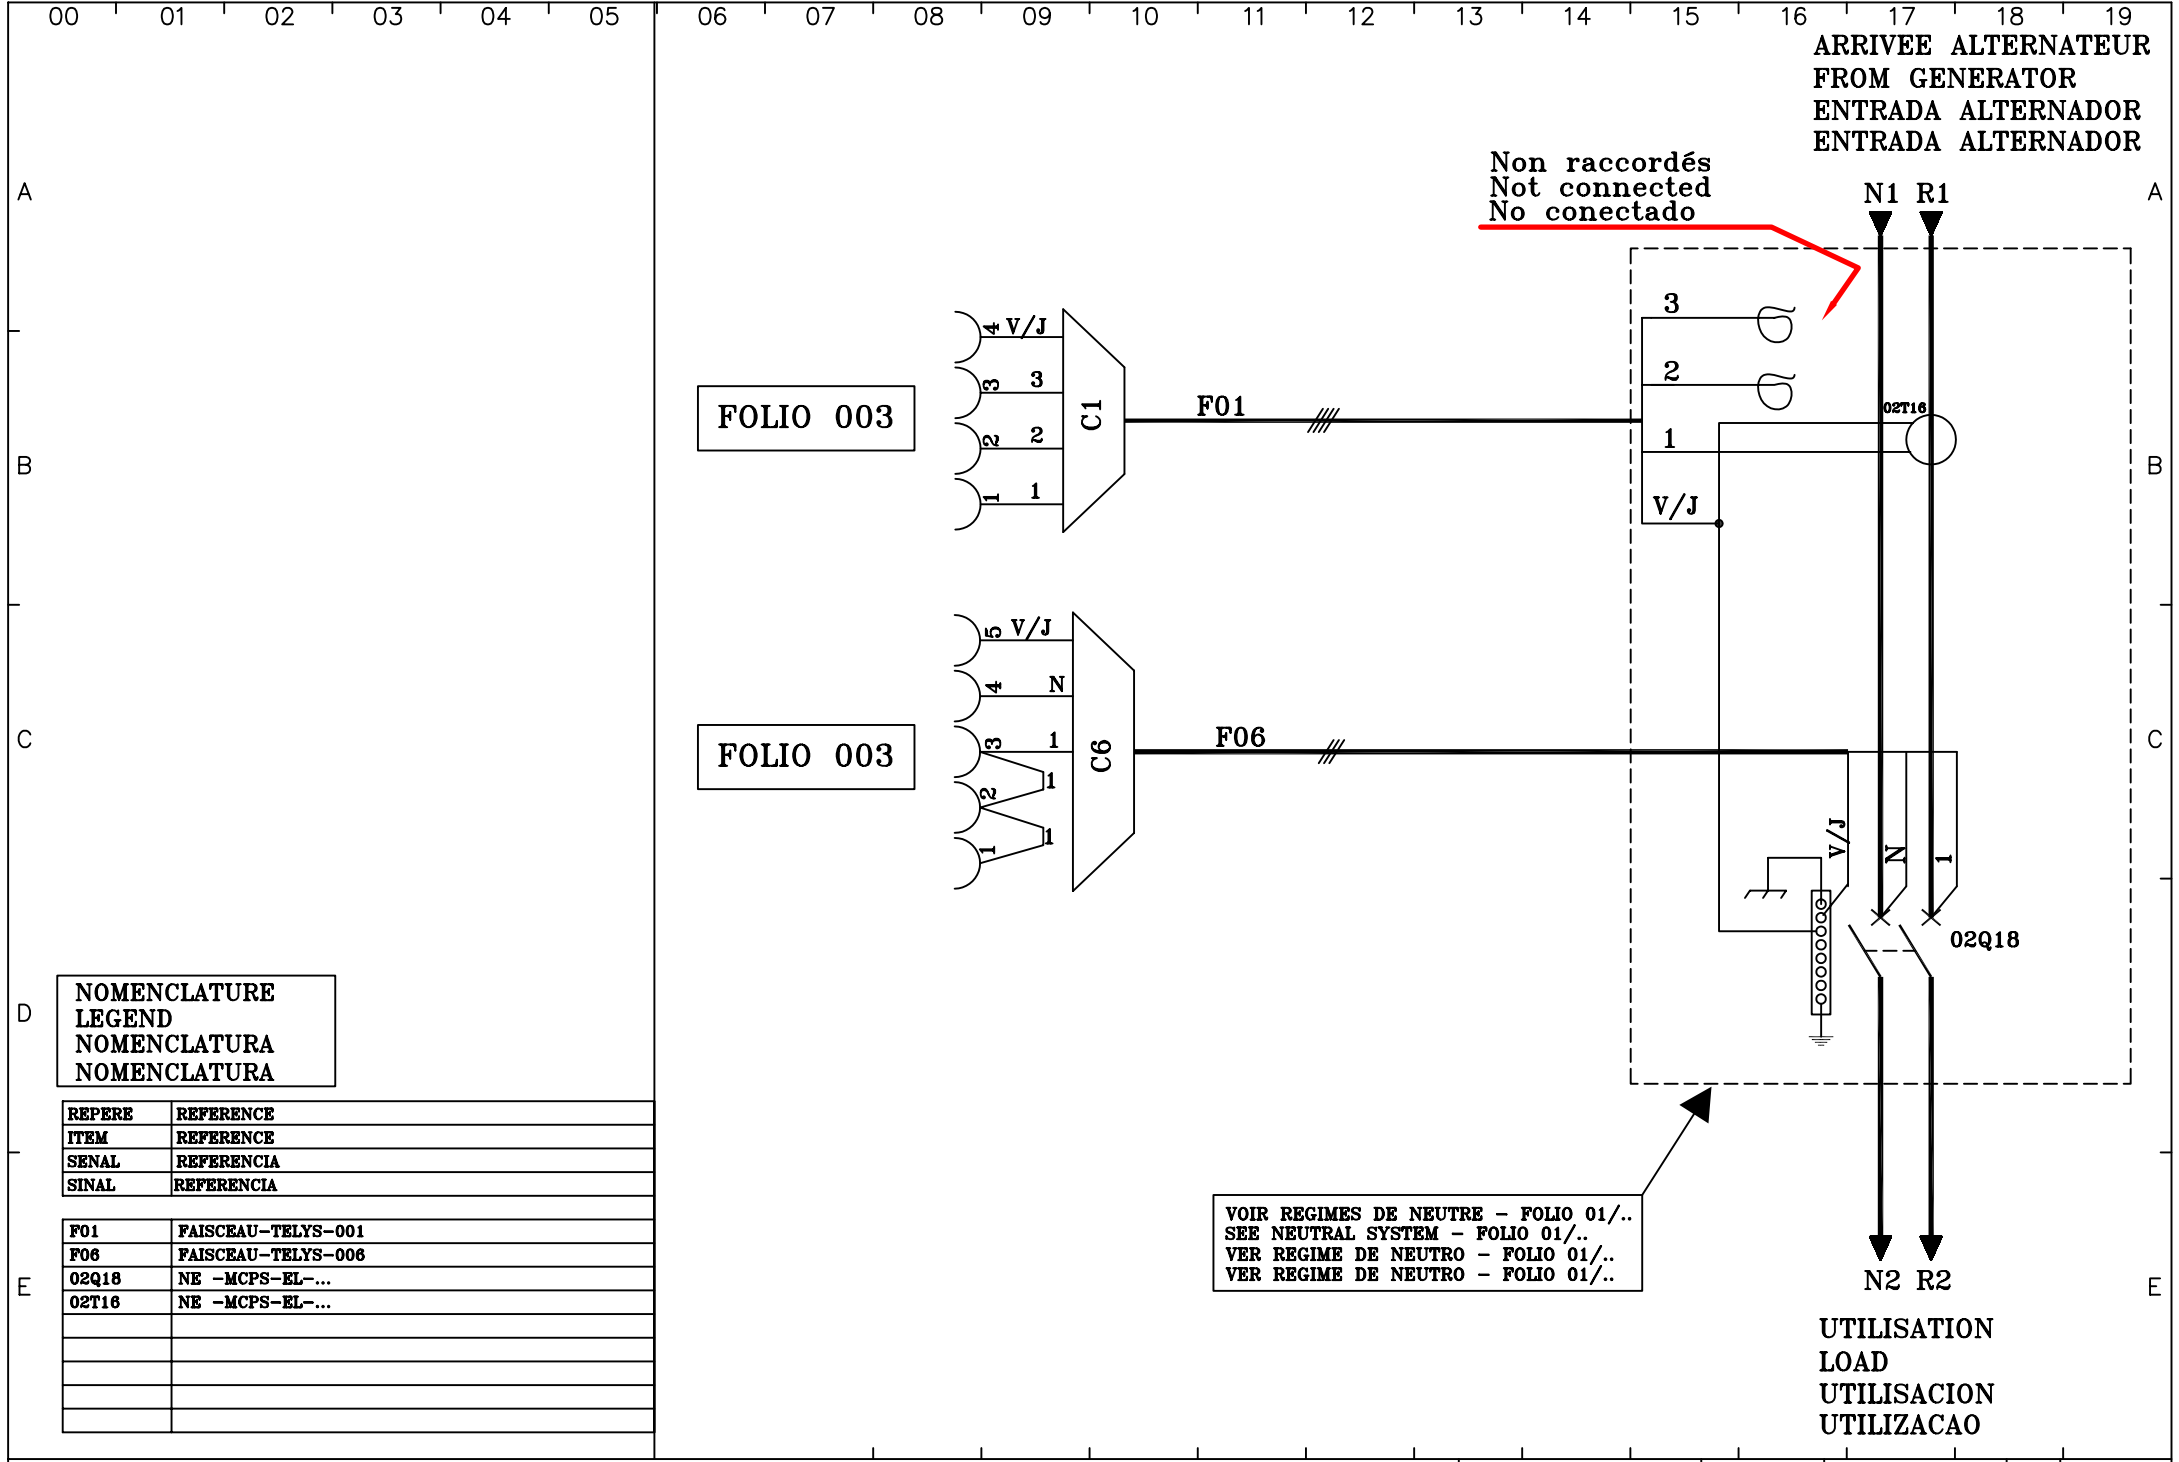 00 01 02 03 04 05 06 07 08 09 10 11 12 13 14 15 16 17 18 19
ARRIVEE ALTERNATEUR
FROM GENERATOR
ENTRADA ALTERNADOR
ENTRADA ALTERNADOR
Non raccordés
Not connected
No conectado
A
N1 R1
A
3
4 V/J
3 3
2
FOLIO 003
C1
F01
02T16
2 2
1
B
B
1 1
V/J
5 V/J
4 N
3 1
C
FOLIO 003
C6
F06
C
1
2
1
1
V/J
N
1
02Q18
D
NOMENCLATURE
LEGEND
NOMENCLATURA
NOMENCLATURA
REPERE REFERENCE
ITEM REFERENCE
SENAL REFERENCIA
SINAL REFERENCIA
F01 FAISCEAU-TELYS-001
F06 FAISCEAU-TELYS-006
02Q18 NE -MCPS-EL-...
02T16 NE -MCPS-EL-...
D
VOIR REGIMES DE NEUTRE - FOLIO 01/..
SEE NEUTRAL SYSTEM - FOLIO 01/..
VER REGIME DE NEUTRO - FOLIO 01/..
VER REGIME DE NEUTRO - FOLIO 01/..
E
N2 R2
E
UTILISATION
LOAD
UTILISACION
UTILIZACAO